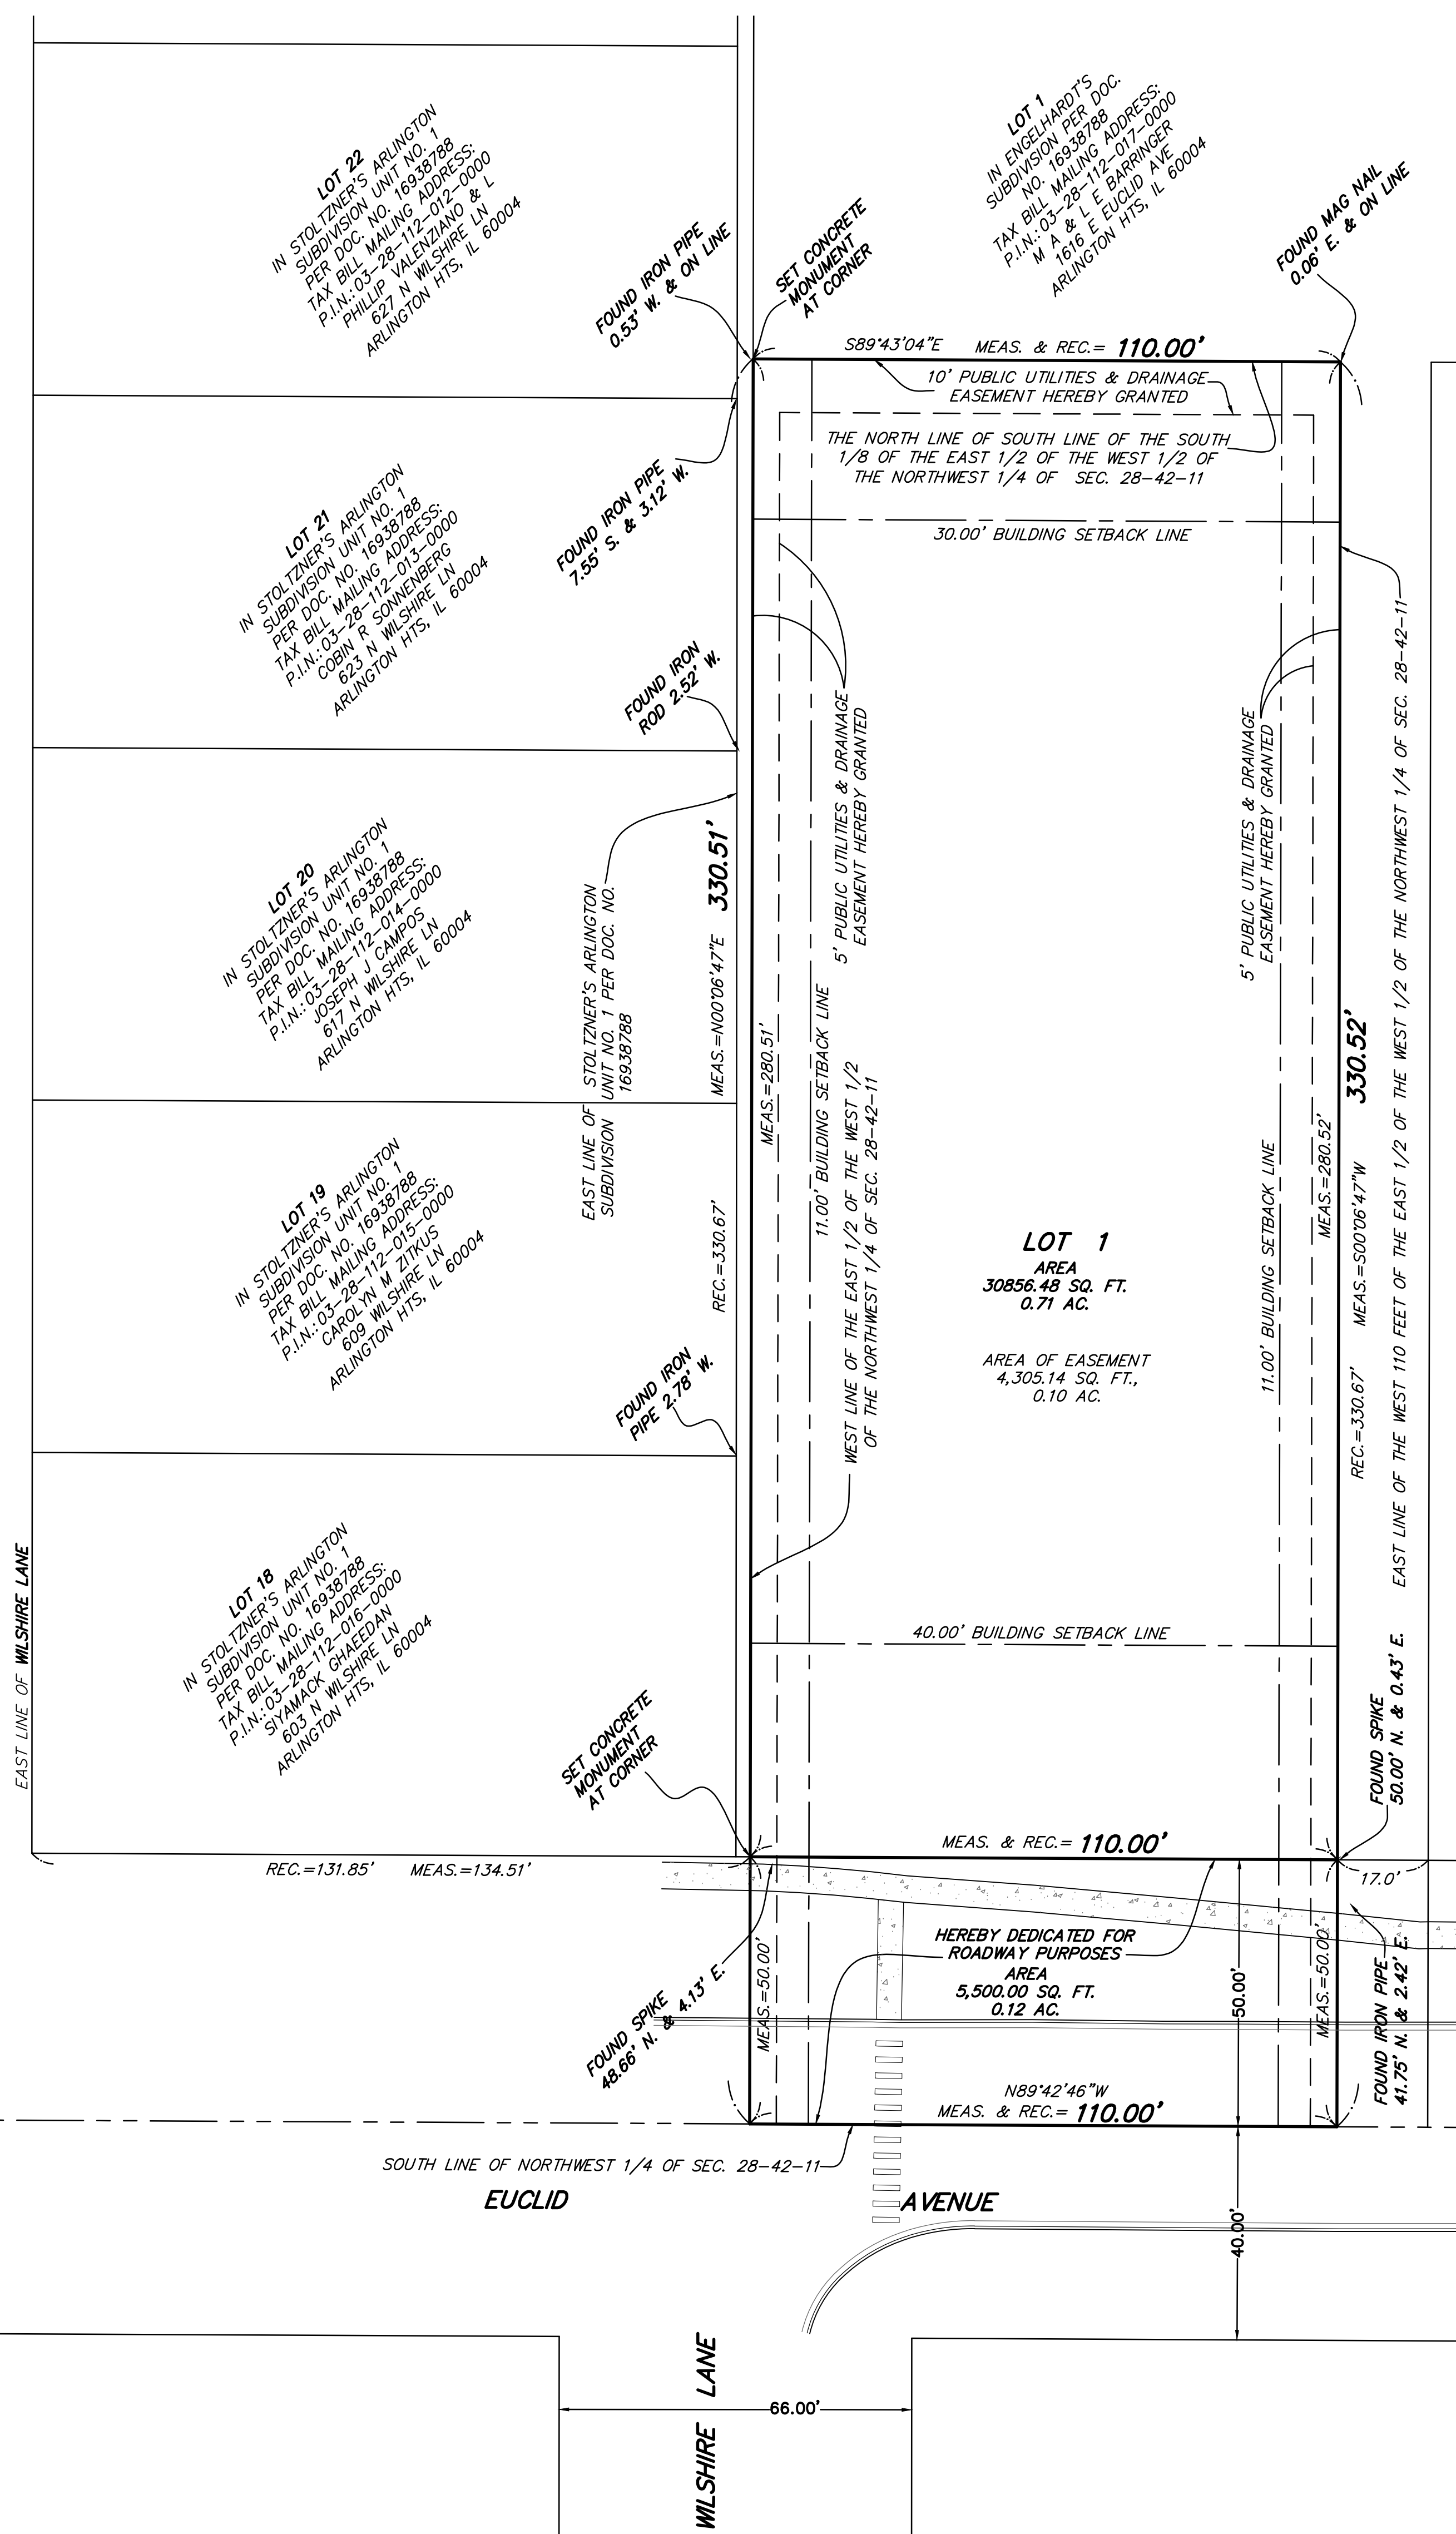 LOT 22
IN STOLTZNER'S ARLINGTON
SUBDIVISION UNIT NO. 1
PER DOC. NO. 16938788
TAX BILL MAILING ADDRESS:
P.I.N.:03-28-112-012-0000
PHILLIP VALENZIANO & L
627 N WILSHIRE LN
ARLINGTON HTS, IL 60004
LOT 1
IN ENGELHARDT'S
SUBDIVISION PER DOC.
NO. 16938788
TAX BILL MAILING ADDRESS:
P.I.N.:03-28-112-017-0000
M A & L E BARRINGER
1616 E EUCLID AVE
ARLINGTON HTS, IL 60004
FOUND IRON PIPE
0.53' W. & ON LINE
SET CONCRETE
MONUMENT
AT CORNER
FOUND MAG NAIL
0.06' E. & ON LINE
S89°43'04"E MEAS. & REC.= 110.00'
10' PUBLIC UTILITIES & DRAINAGE
EASEMENT HEREBY GRANTED
THE NORTH LINE OF SOUTH LINE OF THE SOUTH
1/8 OF THE EAST 1/2 OF THE WEST 1/2 OF
THE NORTHWEST 1/4 OF SEC. 28-42-11
30.00' BUILDING SETBACK LINE
FOUND IRON PIPE
7.55' S. & 3.12' W.
LOT 21
IN STOLTZNER'S ARLINGTON
SUBDIVISION UNIT NO. 1
PER DOC. NO. 16938788
TAX BILL MAILING ADDRESS:
P.I.N.:03-28-112-013-0000
COBIN R SONNENBERG
623 N WILSHIRE LN
ARLINGTON HTS, IL 60004
FOUND IRON
ROD 2.52' W.
5' PUBLIC UTILITIES & DRAINAGE
EASEMENT HEREBY GRANTED
5' PUBLIC UTILITIES & DRAINAGE
EASEMENT HEREBY GRANTED
LOT 20
IN STOLTZNER'S ARLINGTON
SUBDIVISION UNIT NO. 1
PER DOC. NO. 16938788
TAX BILL MAILING ADDRESS:
P.I.N.:03-28-112-014-0000
JOSEPH J CAMPOS
617 N WILSHIRE LN
ARLINGTON HTS, IL 60004
EAST LINE OF STOLTZNER'S ARLINGTON
SUBDIVISION UNIT NO. 1 PER DOC. NO.
16938788
REC.=330.67' MEAS.=N00°06'47"E 330.51'
MEAS.=280.51'
11.00' BUILDING SETBACK LINE
WEST LINE OF THE EAST 1/2 OF THE WEST 1/2
OF THE NORTHWEST 1/4 OF SEC. 28-42-11
11.00' BUILDING SETBACK LINE
MEAS.=280.52'
REC.=330.67' MEAS.=S00°06'47"W 330.52'
EAST LINE OF THE WEST 110 FEET OF THE EAST 1/2 OF THE WEST 1/2 OF THE NORTHWEST 1/4 OF SEC. 28-42-11
LOT 1
AREA
30856.48 SQ. FT.
0.71 AC.
AREA OF EASEMENT
4,305.14 SQ. FT.,
0.10 AC.
LOT 19
IN STOLTZNER'S ARLINGTON
SUBDIVISION UNIT NO. 1
PER DOC. NO. 16938788
TAX BILL MAILING ADDRESS:
P.I.N.:03-28-112-015-0000
CAROLYN M ZITKUS
609 WILSHIRE LN
ARLINGTON HTS, IL 60004
FOUND IRON
PIPE 2.78' W.
LOT 18
IN STOLTZNER'S ARLINGTON
SUBDIVISION UNIT NO. 1
PER DOC. NO. 16938788
TAX BILL MAILING ADDRESS:
P.I.N.:03-28-112-016-0000
SIYAMACK GHAEEDAN
603 N WILSHIRE LN
ARLINGTON HTS, IL 60004
EAST LINE OF WILSHIRE LANE
40.00' BUILDING SETBACK LINE
SET CONCRETE
MONUMENT
AT CORNER
FOUND SPIKE
50.00' N. & 0.43' E.
MEAS. & REC.= 110.00'
REC.=131.85' MEAS.=134.51'
17.0'
HEREBY DEDICATED FOR
ROADWAY PURPOSES
AREA
5,500.00 SQ. FT.
0.12 AC.
FOUND SPIKE
48.66' N. & 4.13' E.
MEAS.=50.00'
50.00'
MEAS.=50.00'
FOUND IRON PIPE
41.75' N. & 2.42' E.
N89°42'46"W
MEAS. & REC.= 110.00'
SOUTH LINE OF NORTHWEST 1/4 OF SEC. 28-42-11
EUCLID AVENUE
40.00'
66.00'
WILSHIRE LANE